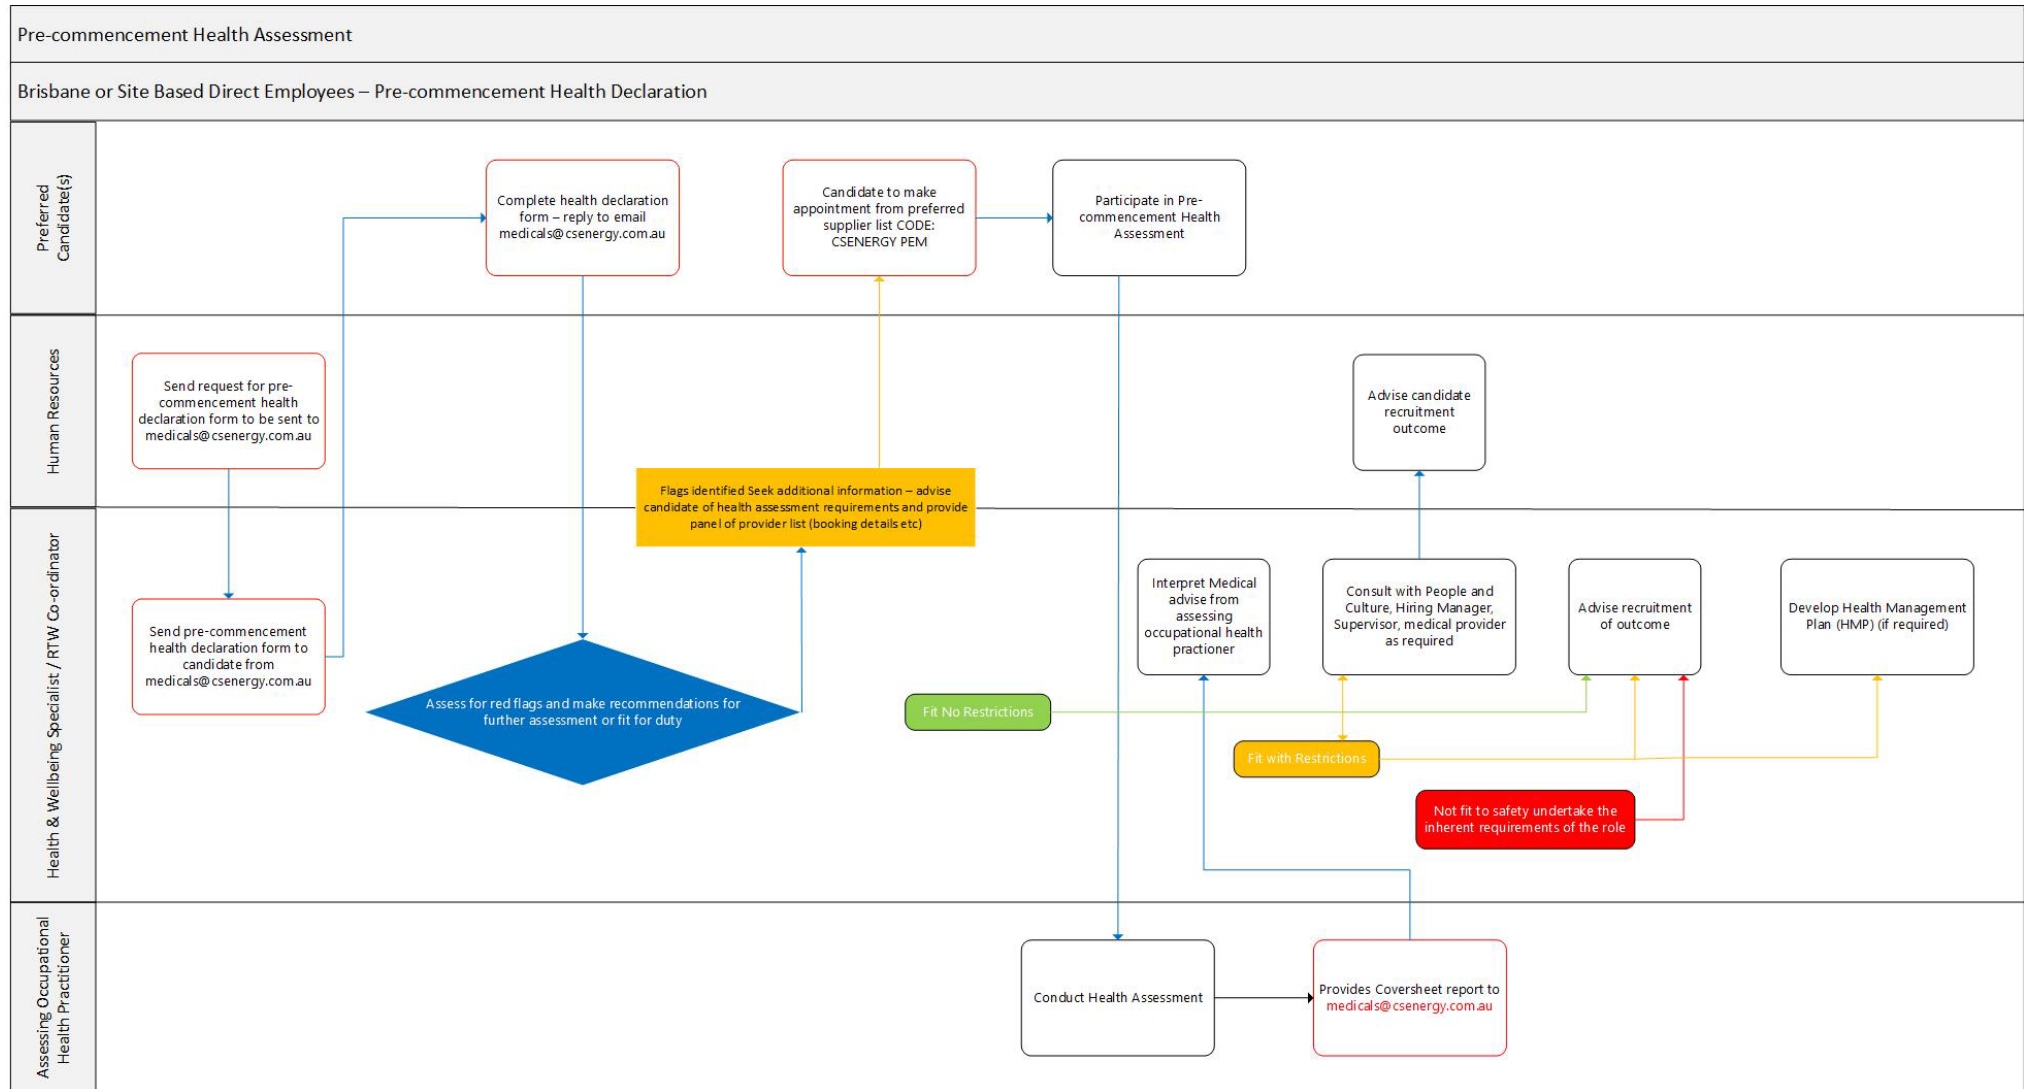 Pre-commencement Health Assessment
Brisbane or Site Based Direct Employees – Pre-commencement Health Declaration
Preferred
Candidate(s)
Complete health declaration
form – reply to email
medicals@csenergy.com.au
Candidate to make
appointment from preferred
supplier list CODE:
CSENERGY PEM
Participate in Pre-
commencement Health
Assessment
Human Resources
Send request for pre-
commencement health
declaration form to be sent to
medicals@csenergy.com.au
Advise candidate
recruitment
outcome
Flags identified Seek additional information – advise
candidate of health assessment requirements and provide
panel of provider list (booking details etc)
Health & Wellbeing Specialist / RTW Co-ordinator
Send pre-commencement
health declaration form to
candidate from
medicals@csenergy.com.au
Assess for red flags and make recommendations for
further assessment or fit for duty
Interpret Medical
advise from
assessing
occupational health
practioner
Consult with People and
Culture, Hiring Manager,
Supervisor, medical provider
as required
Advise recruitment
of outcome
Develop Health Management
Plan (HMP) (if required)
Fit No Restrictions
Fit with Restrictions
Not fit to safety undertake the
inherent requirements of the role
Assessing Occupational
Health Practitioner
Conduct Health Assessment
Provides Coversheet report to
medicals@csenergy.com.au